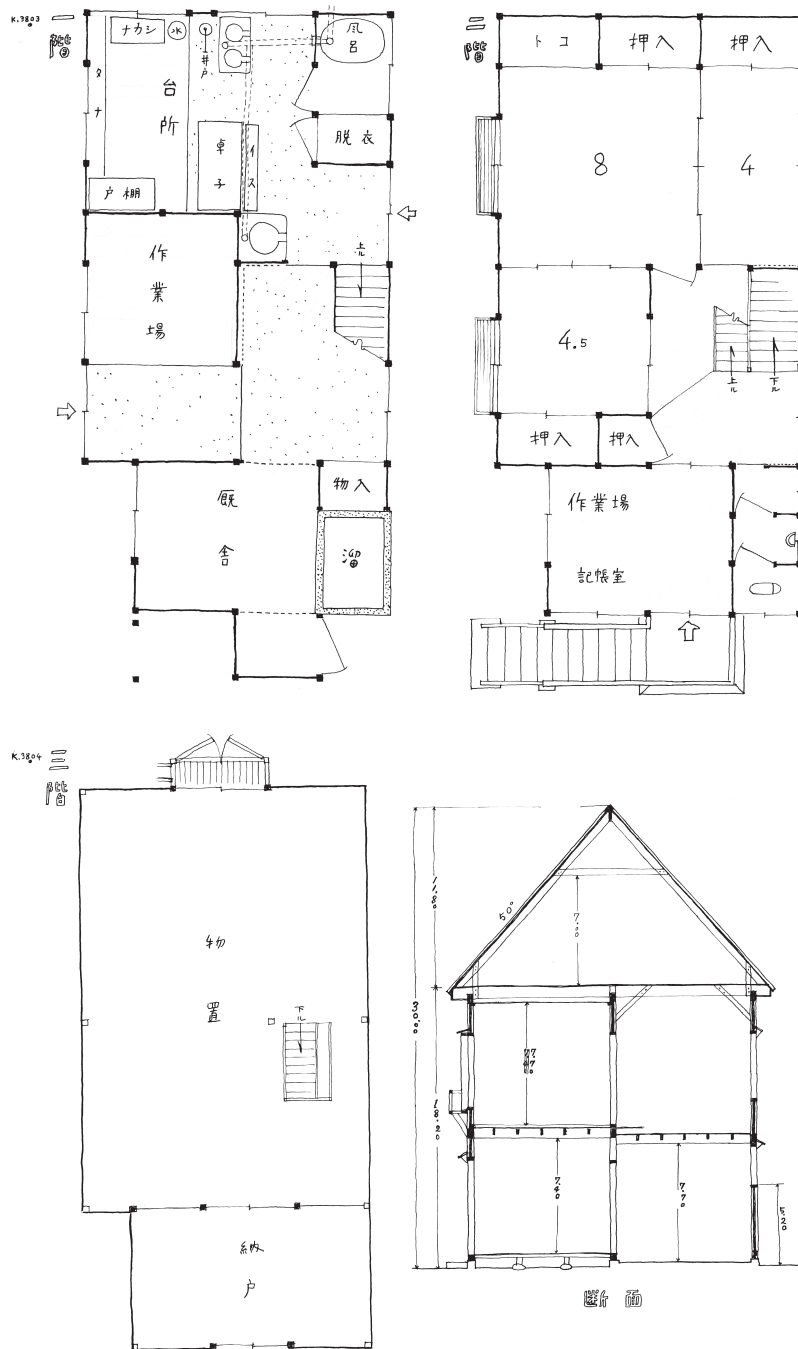 K.3803
一階
ナカシ
水
井戸
風呂
タナ
台所
卓子
イス
脱衣
戸棚
作業場
上ル
厩舎
物入
溜
二階
トコ
押入
押入
8
4
4.5
上ル
下ル
押入
押入
作業場
記帳室
K.3804
三階
物置
下ル
納戸
50°
11.80
7.00
30.00
18.20
7.70
7.40
7.70
5.20
断面